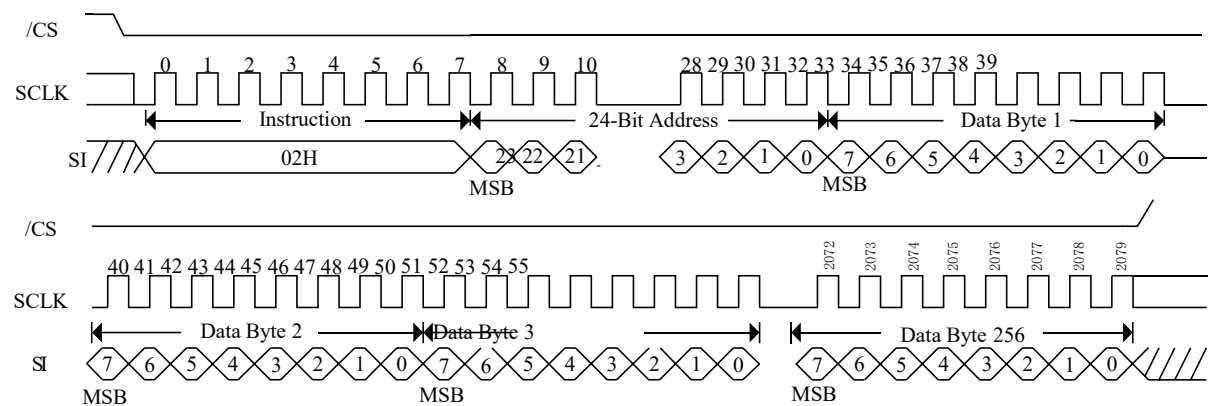 /CS
0 1 2 3 4 5 6 7 8 9 10 28 29 30 31 32 33 34 35 36 37 38 39
SCLK
Instruction 24-Bit Address Data Byte 1
SI 02H 23 22 21 3 2 1 0 7 6 5 4 3 2 1 0
MSB MSB
/CS
40 41 42 43 44 45 46 47 48 49 50 51 52 53 54 55 2072 2073 2074 2075 2076 2077 2078 2079
SCLK
Data Byte 2 Data Byte 3 Data Byte 256
SI 7 6 5 4 3 2 1 0 7 6 5 4 3 2 1 0 7 6 5 4 3 2 1 0
MSB MSB MSB